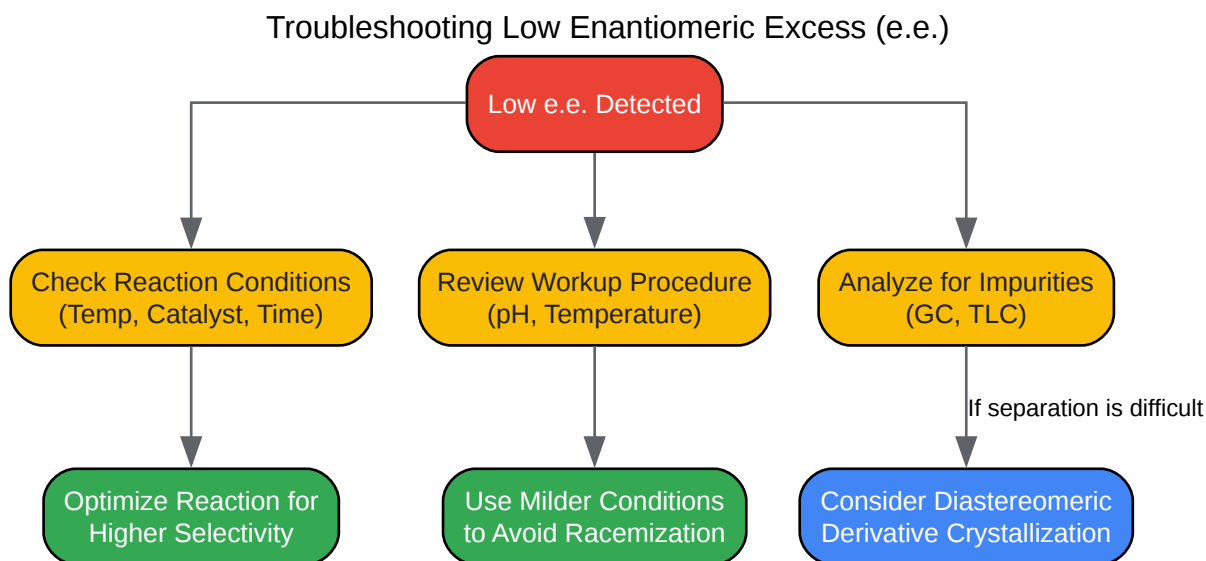 Troubleshooting Low Enantiomeric Excess (e.e.)
Low e.e. Detected
Check Reaction Conditions
(Temp, Catalyst, Time)
Review Workup Procedure
(pH, Temperature)
Analyze for Impurities
(GC, TLC)
If separation is difficult
Optimize Reaction for
Higher Selectivity
Use Milder Conditions
to Avoid Racemization
Consider Diastereomeric
Derivative Crystallization